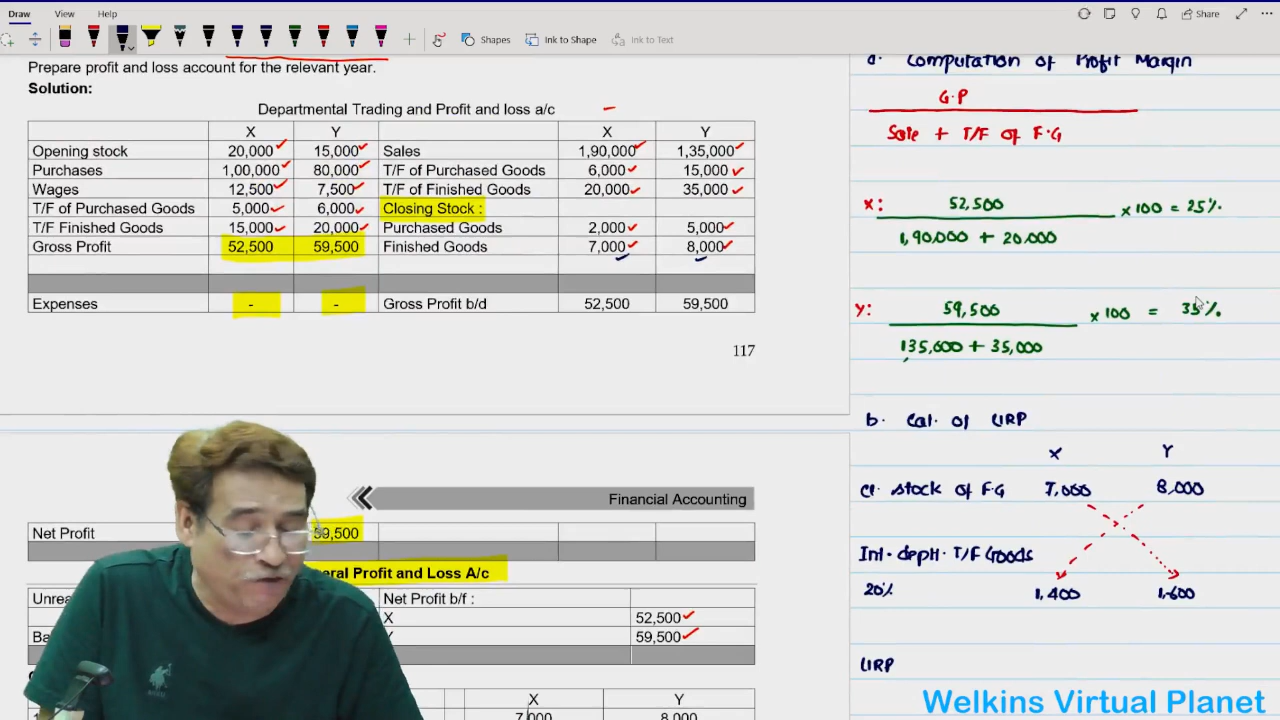 Draw View Help
Share
Shapes Ink to Shape Ink to Text
Prepare profit and loss account for the relevant year.
Solution:
Departmental Trading and Profit and loss a/c
X Y X Y
Opening stock 20,000 15,000 Sales 1,90,000 1,35,000
Purchases 1,00,000 80,000 T/F of Purchased Goods 6,000 15,000
Wages 12,500 7,500 T/F of Finished Goods 20,000 35,000
T/F of Purchased Goods 5,000 6,000 Closing Stock :
T/F Finished Goods 15,000 20,000 Purchased Goods 2,000 5,000
Gross Profit 52,500 59,500 Finished Goods 7,000 8,000
Expenses - - Gross Profit b/d 52,500 59,500
117
Financial Accounting
Net Profit 59,500
Profit and Loss A/c
Net Profit b/f :
X 52,500
59,500
X Y
7,000 8,000
a. Computation of Profit Margin
G.P
Sale + T/F of F.G
X: 52,500 x 100 = 25%
1,90,000 + 20,000
Y: 59,500 x 100 = 35%
135,000 + 35,000
b. Cal. of URP
X Y
Cl. Stock of F.G 7,000 8,000
Int. deptt. T/F Goods
20% 1,400 1,600
URP
Welkins Virtual Planet